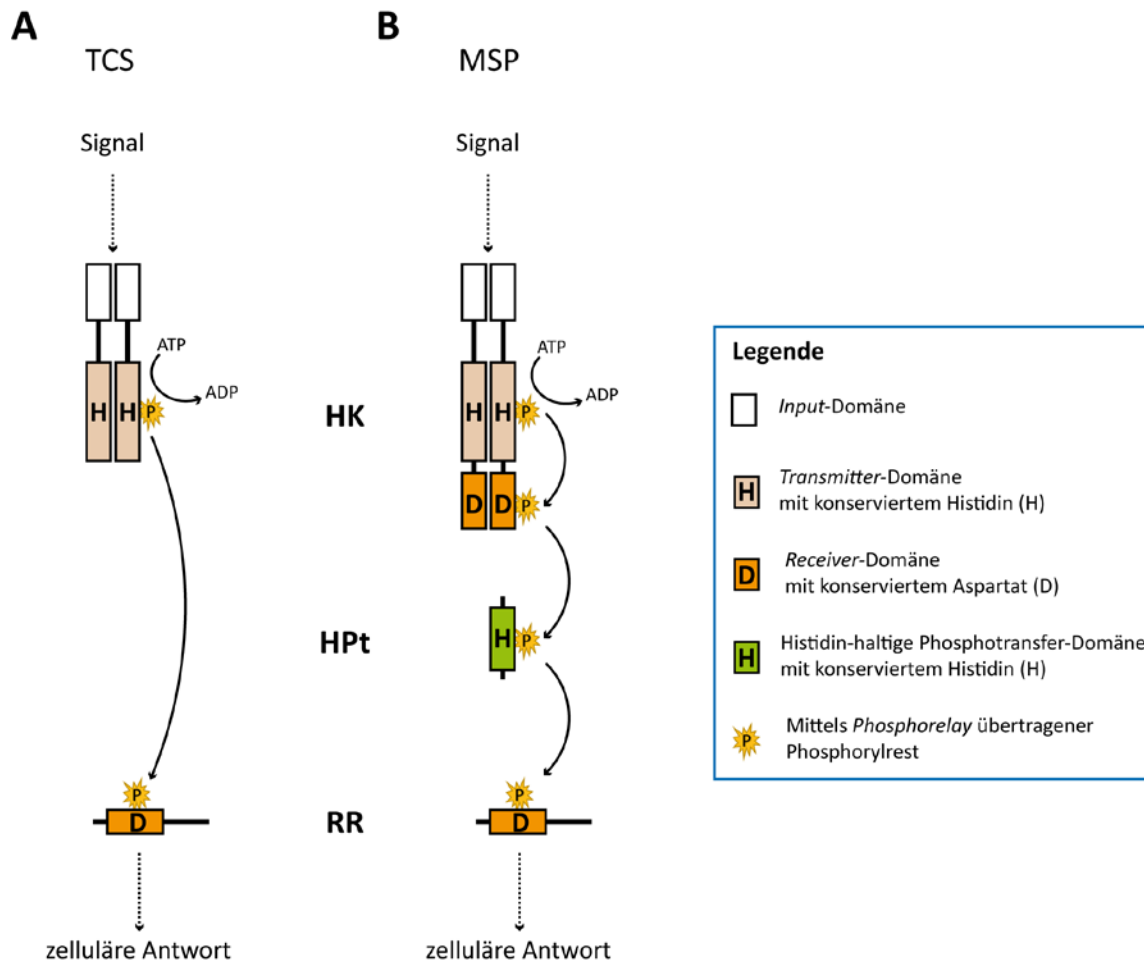 A
TCS
Signal
ATP
ADP
H H P
P
D
zelluläre Antwort
HK
HPt
RR
B
MSP
Signal
ATP
ADP
H H P
D D P
H P
P
D
zelluläre Antwort
Legende
Input-Domäne
H Transmitter-Domäne
mit konserviertem Histidin (H)
D Receiver-Domäne
mit konserviertem Aspartat (D)
H Histidin-haltige Phosphotransfer-Domäne
mit konserviertem Histidin (H)
P Mittels Phosphorelay übertragener
Phosphorylrest